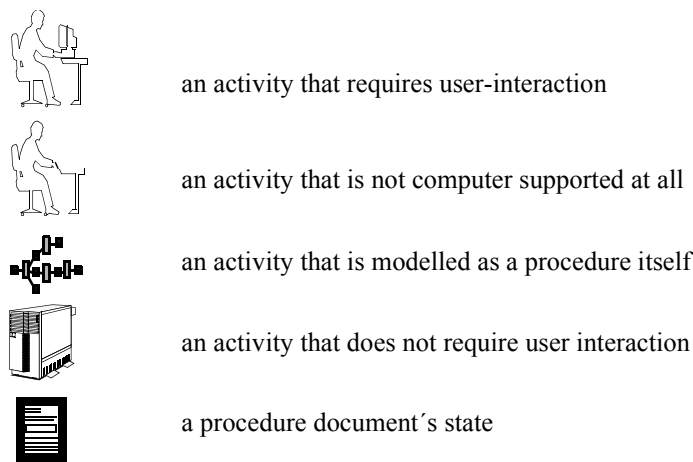 an activity that requires user-interaction
an activity that is not computer supported at all
an activity that is modelled as a procedure itself
an activity that does not require user interaction
a procedure document´s state